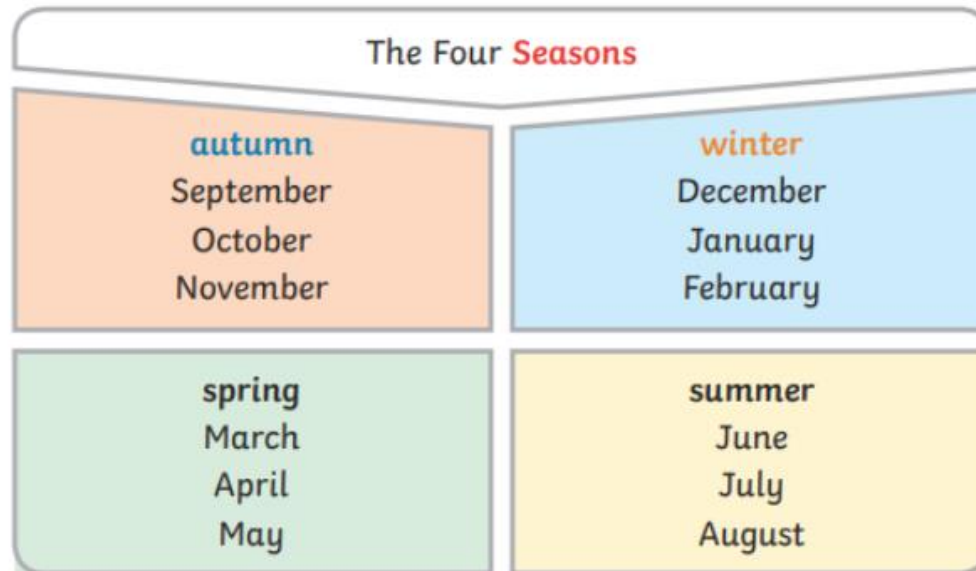 The Four Seasons
autumn
September
October
November
winter
December
January
February
spring
March
April
May
summer
June
July
August